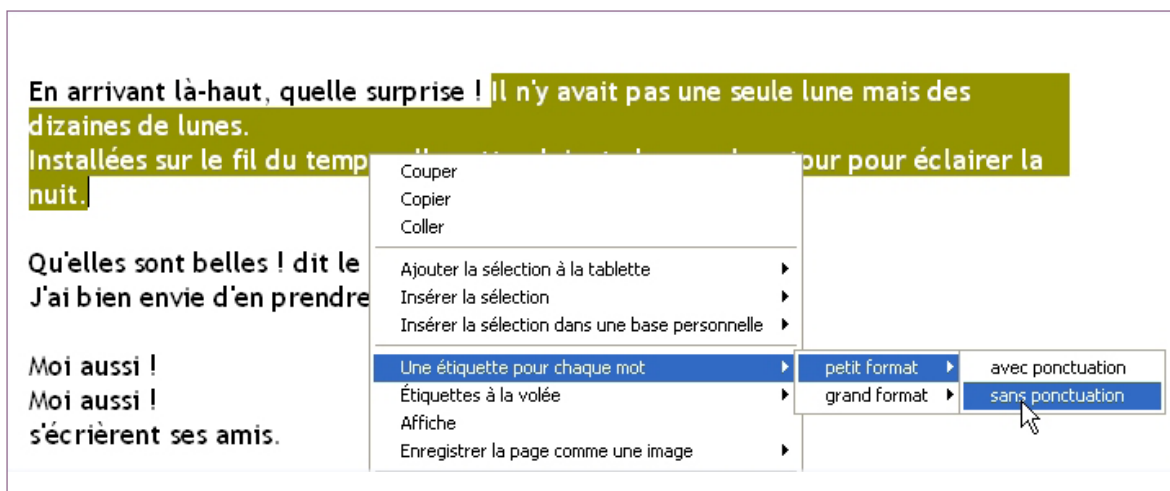 En arrivant là-haut, quelle surprise ! Il n'y avait pas une seule lune mais des
dizaines de lunes.
Installées sur le fil du temp our pour éclairer la
nuit.
Qu'elles sont belles ! dit le
J'ai bien envie d'en prendre
Moi aussi !
Moi aussi !
s'écrièrent ses amis.
Couper
Copier
Coller
Ajouter la sélection à la tablette
Insérer la sélection
Insérer la sélection dans une base personnelle
Une étiquette pour chaque mot
Étiquettes à la volée
Affiche
Enregistrer la page comme une image
petit format
grand format
avec ponctuation
sans ponctuation